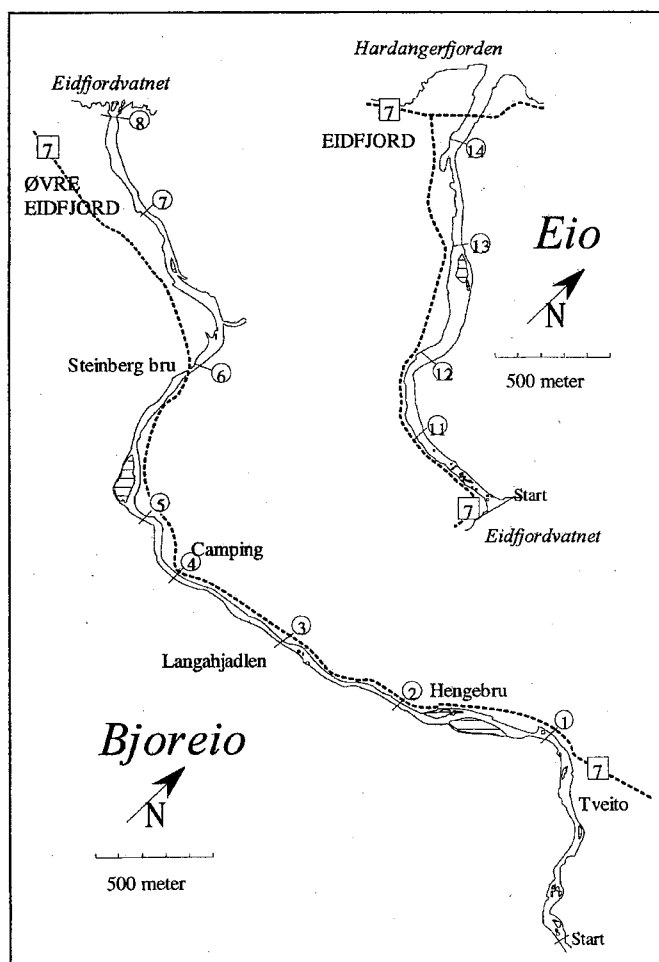 Eidfjordvatnet
8
7
ØVRE
EIDFJORD
7
Steinberg bru
6
5
Camping
4
3
Langahjadlen
Hengebru
2
1
7
Tveito
Start
Bjoreio
N
500 meter
Hardangerfjorden
7
EIDFJORD
14
13
Eio
N
500 meter
12
11
7
Start
Eidfjordvatnet